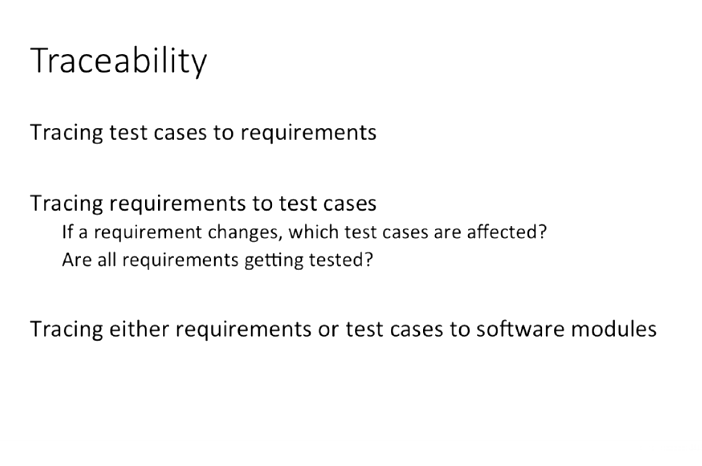 Traceability
Tracing test cases to requirements
Tracing requirements to test cases
If a requirement changes, which test cases are affected?
Are all requirements getting tested?
Tracing either requirements or test cases to software modules